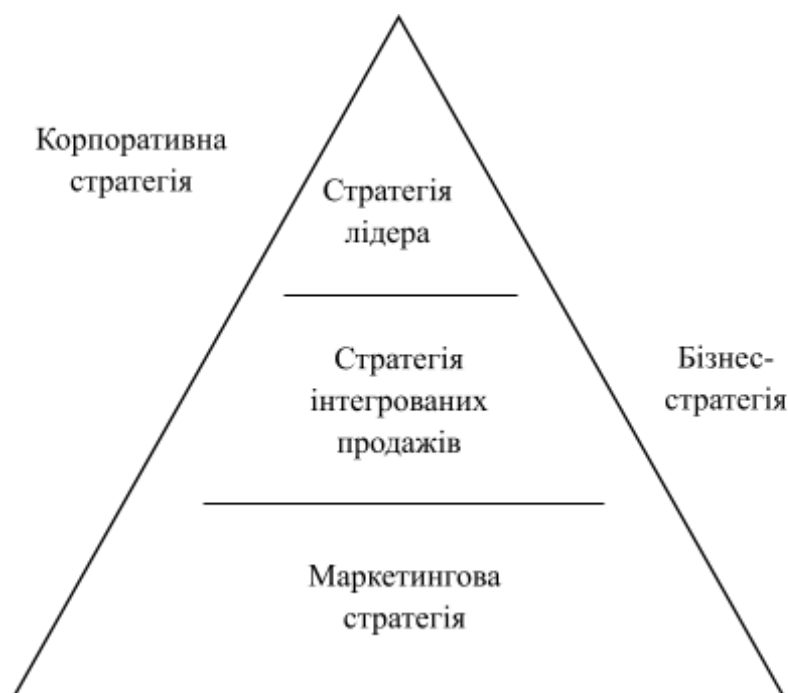 Корпоративна
стратегія
Стратегія
лідера
Стратегія
інтегрованих
продажів
Бізнес-
стратегія
Маркетингова
стратегія